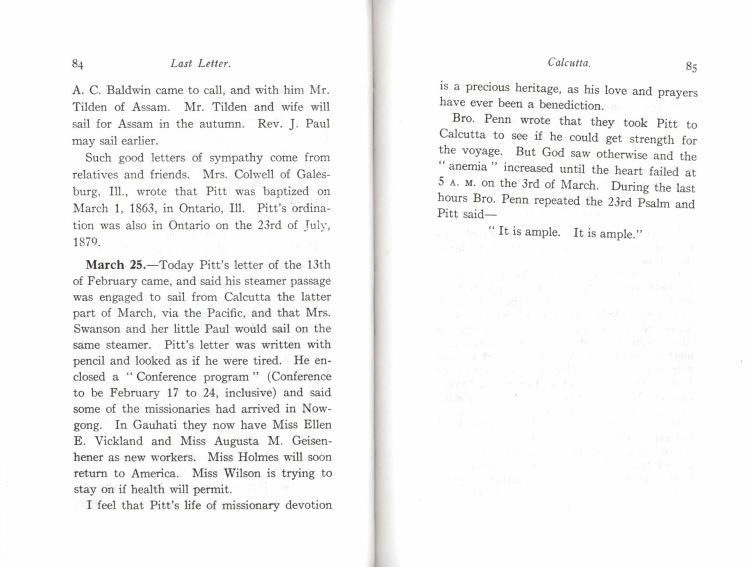 84 Last Letter.
A. C. Baldwin came to call, and with him Mr.
Tilden of Assam. Mr. Tilden and wife will
sail for Assam in the autumn. Rev. J. Paul
may sail earlier.
Such good letters of sympathy come from
relatives and friends. Mrs. Colwell of Gales-
burg, Ill., wrote that Pitt was baptized on
March 1, 1863, in Ontario, Ill. Pitt's ordina-
tion was also in Ontario on the 23rd of July,
1879.
March 25.—Today Pitt's letter of the 13th
of February came, and said his steamer passage
was engaged to sail from Calcutta the latter
part of March, via the Pacific, and that Mrs.
Swanson and her little Paul would sail on the
same steamer. Pitt's letter was written with
pencil and looked as if he were tired. He en-
closed a "Conference program" (Conference
to be February 17 to 24, inclusive) and said
some of the missionaries had arrived in Now-
gong. In Gauhati they now have Miss Ellen
E. Vickland and Miss Augusta M. Geisen-
hener as new workers. Miss Holmes will soon
return to America. Miss Wilson is trying to
stay on if health will permit.
I feel that Pitt's life of missionary devotion
Calcutta. 85
is a precious heritage, as his love and prayers
have ever been a benediction.
Bro. Penn wrote that they took Pitt to
Calcutta to see if he could get strength for
the voyage. But God saw otherwise and the
"anemia" increased until the heart failed at
5 A. M. on the 3rd of March. During the last
hours Bro. Penn repeated the 23rd Psalm and
Pitt said—
"It is ample. It is ample."